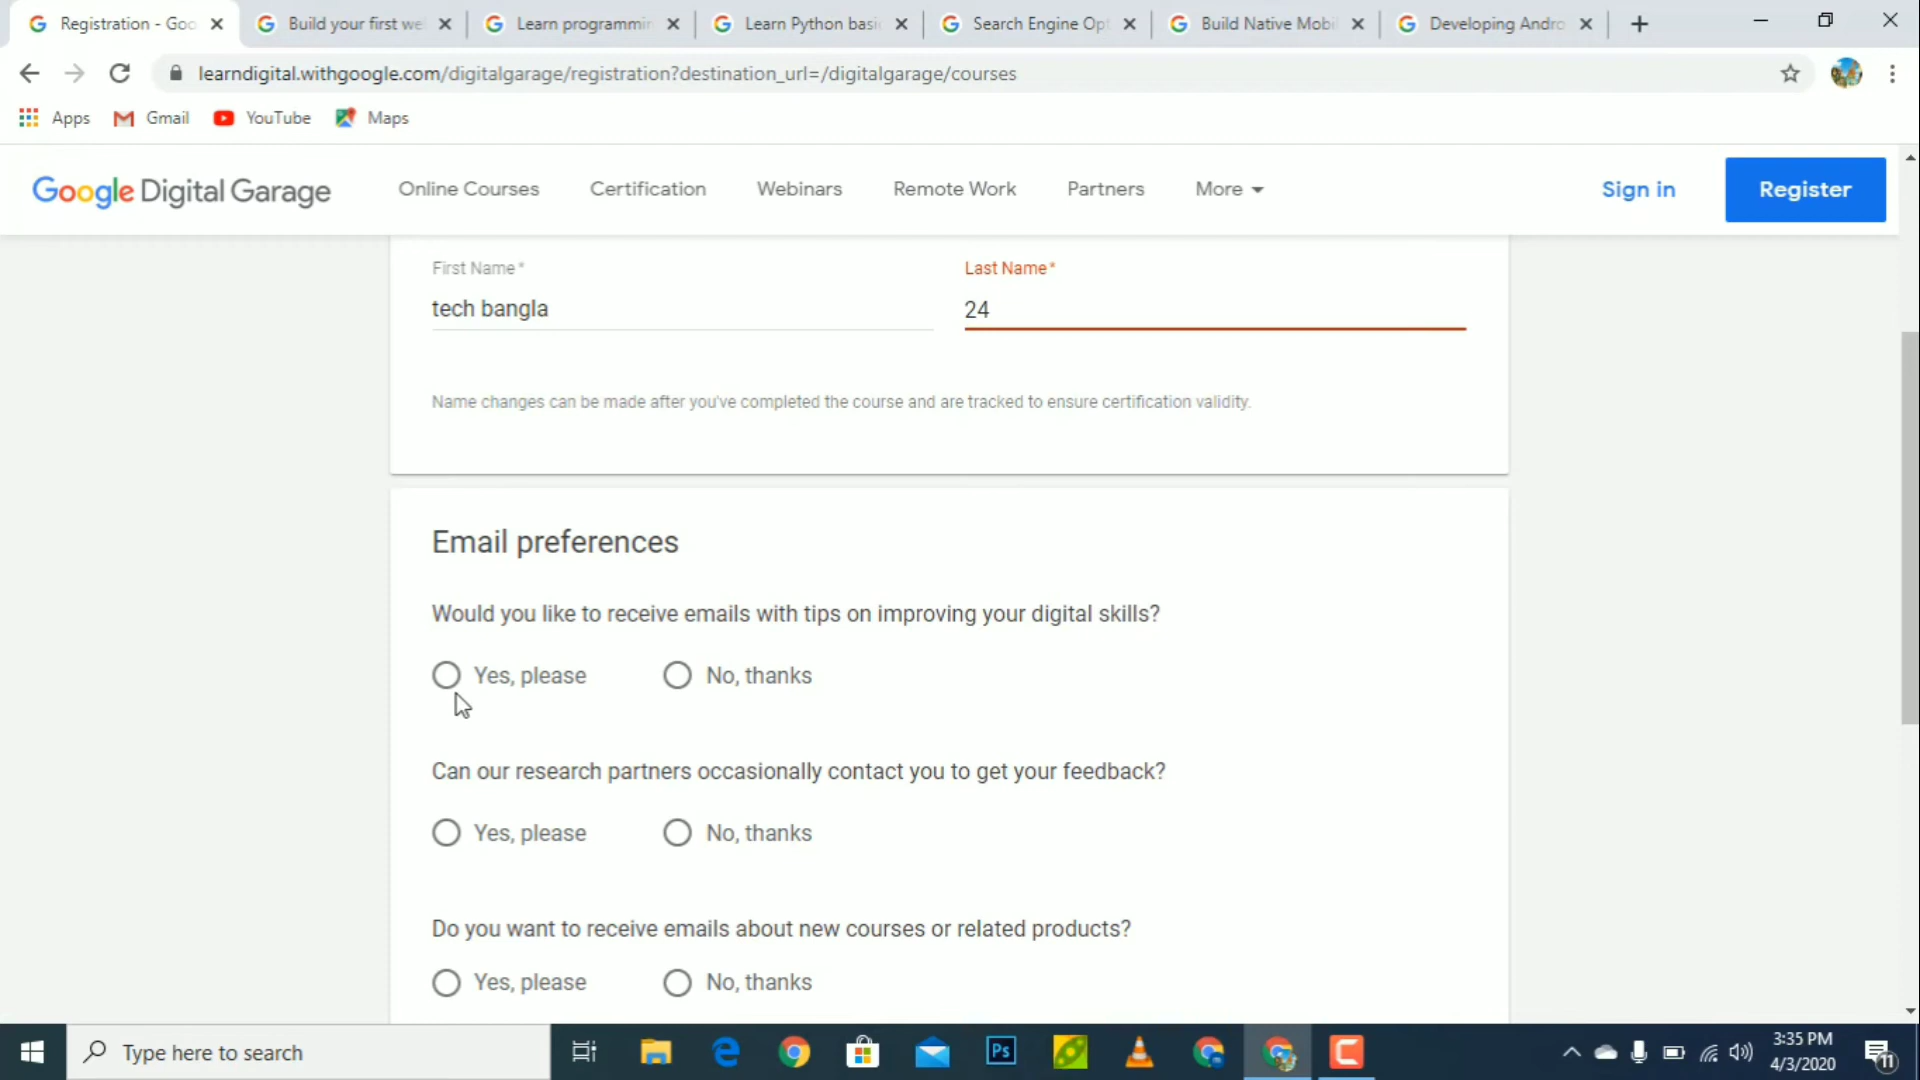 Registration - Goo
Build your first we
Learn programmin
Learn Python basi
Search Engine Opt
Build Native Mobi
Developing Andro
learndigital.withgoogle.com/digitalgarage/registration?destination_url=/digitalgarage/courses
Apps
Gmail
YouTube
Maps
Google Digital Garage
Online Courses
Certification
Webinars
Remote Work
Partners
More
Sign in
Register
First Name*
Last Name*
tech bangla
24
Name changes can be made after you've completed the course and are tracked to ensure certification validity.
Email preferences
Would you like to receive emails with tips on improving your digital skills?
Yes, please
No, thanks
Can our research partners occasionally contact you to get your feedback?
Yes, please
No, thanks
Do you want to receive emails about new courses or related products?
Yes, please
No, thanks
Type here to search
Ps
3:35 PM
4/3/2020
11